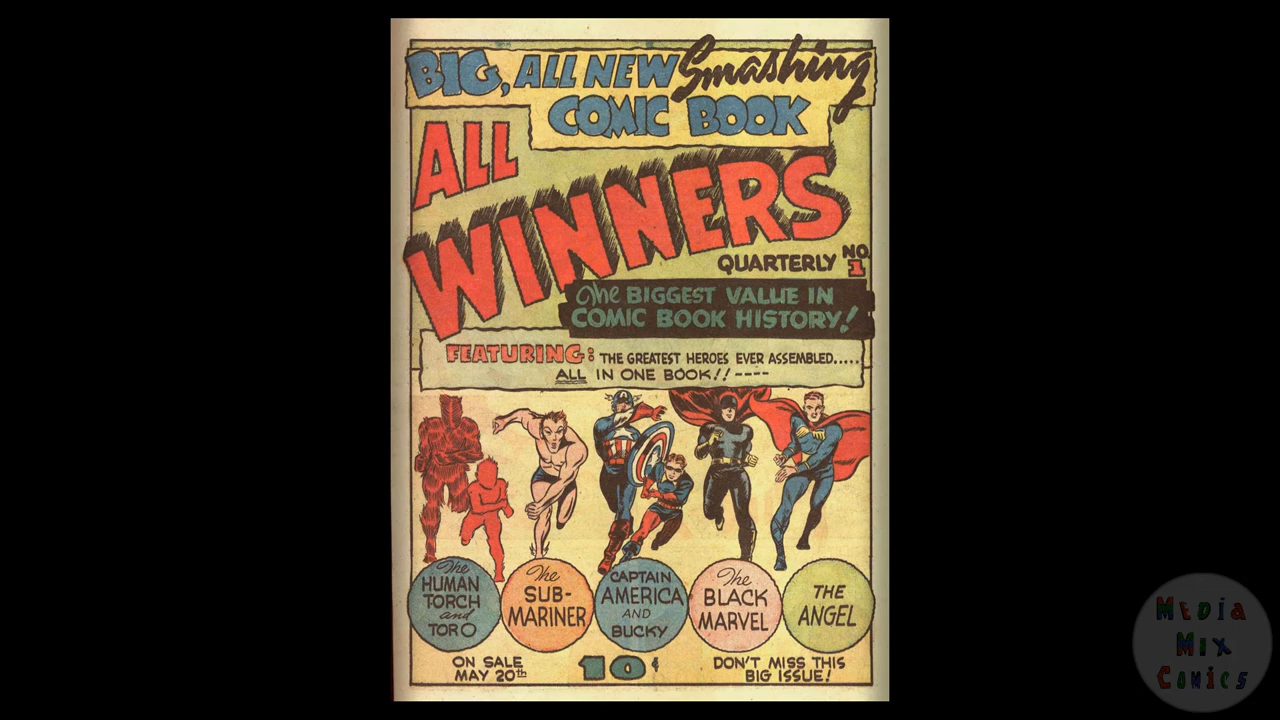 BIG, ALL NEW Smashing
COMIC BOOK
ALL
WINNERS
QUARTERLY NO. 1
The BIGGEST VALUE IN
COMIC BOOK HISTORY!
FEATURING: THE GREATEST HEROES EVER ASSEMBLED.....
ALL IN ONE BOOK!! ----
The
HUMAN
TORCH
and
TORO
The
SUB-
MARINER
CAPTAIN
AMERICA
AND
BUCKY
The
BLACK
MARVEL
THE
ANGEL
ON SALE
MAY 20th
10¢
DON'T MISS THIS
BIG ISSUE!
MEDiA
MiX
COMiCS